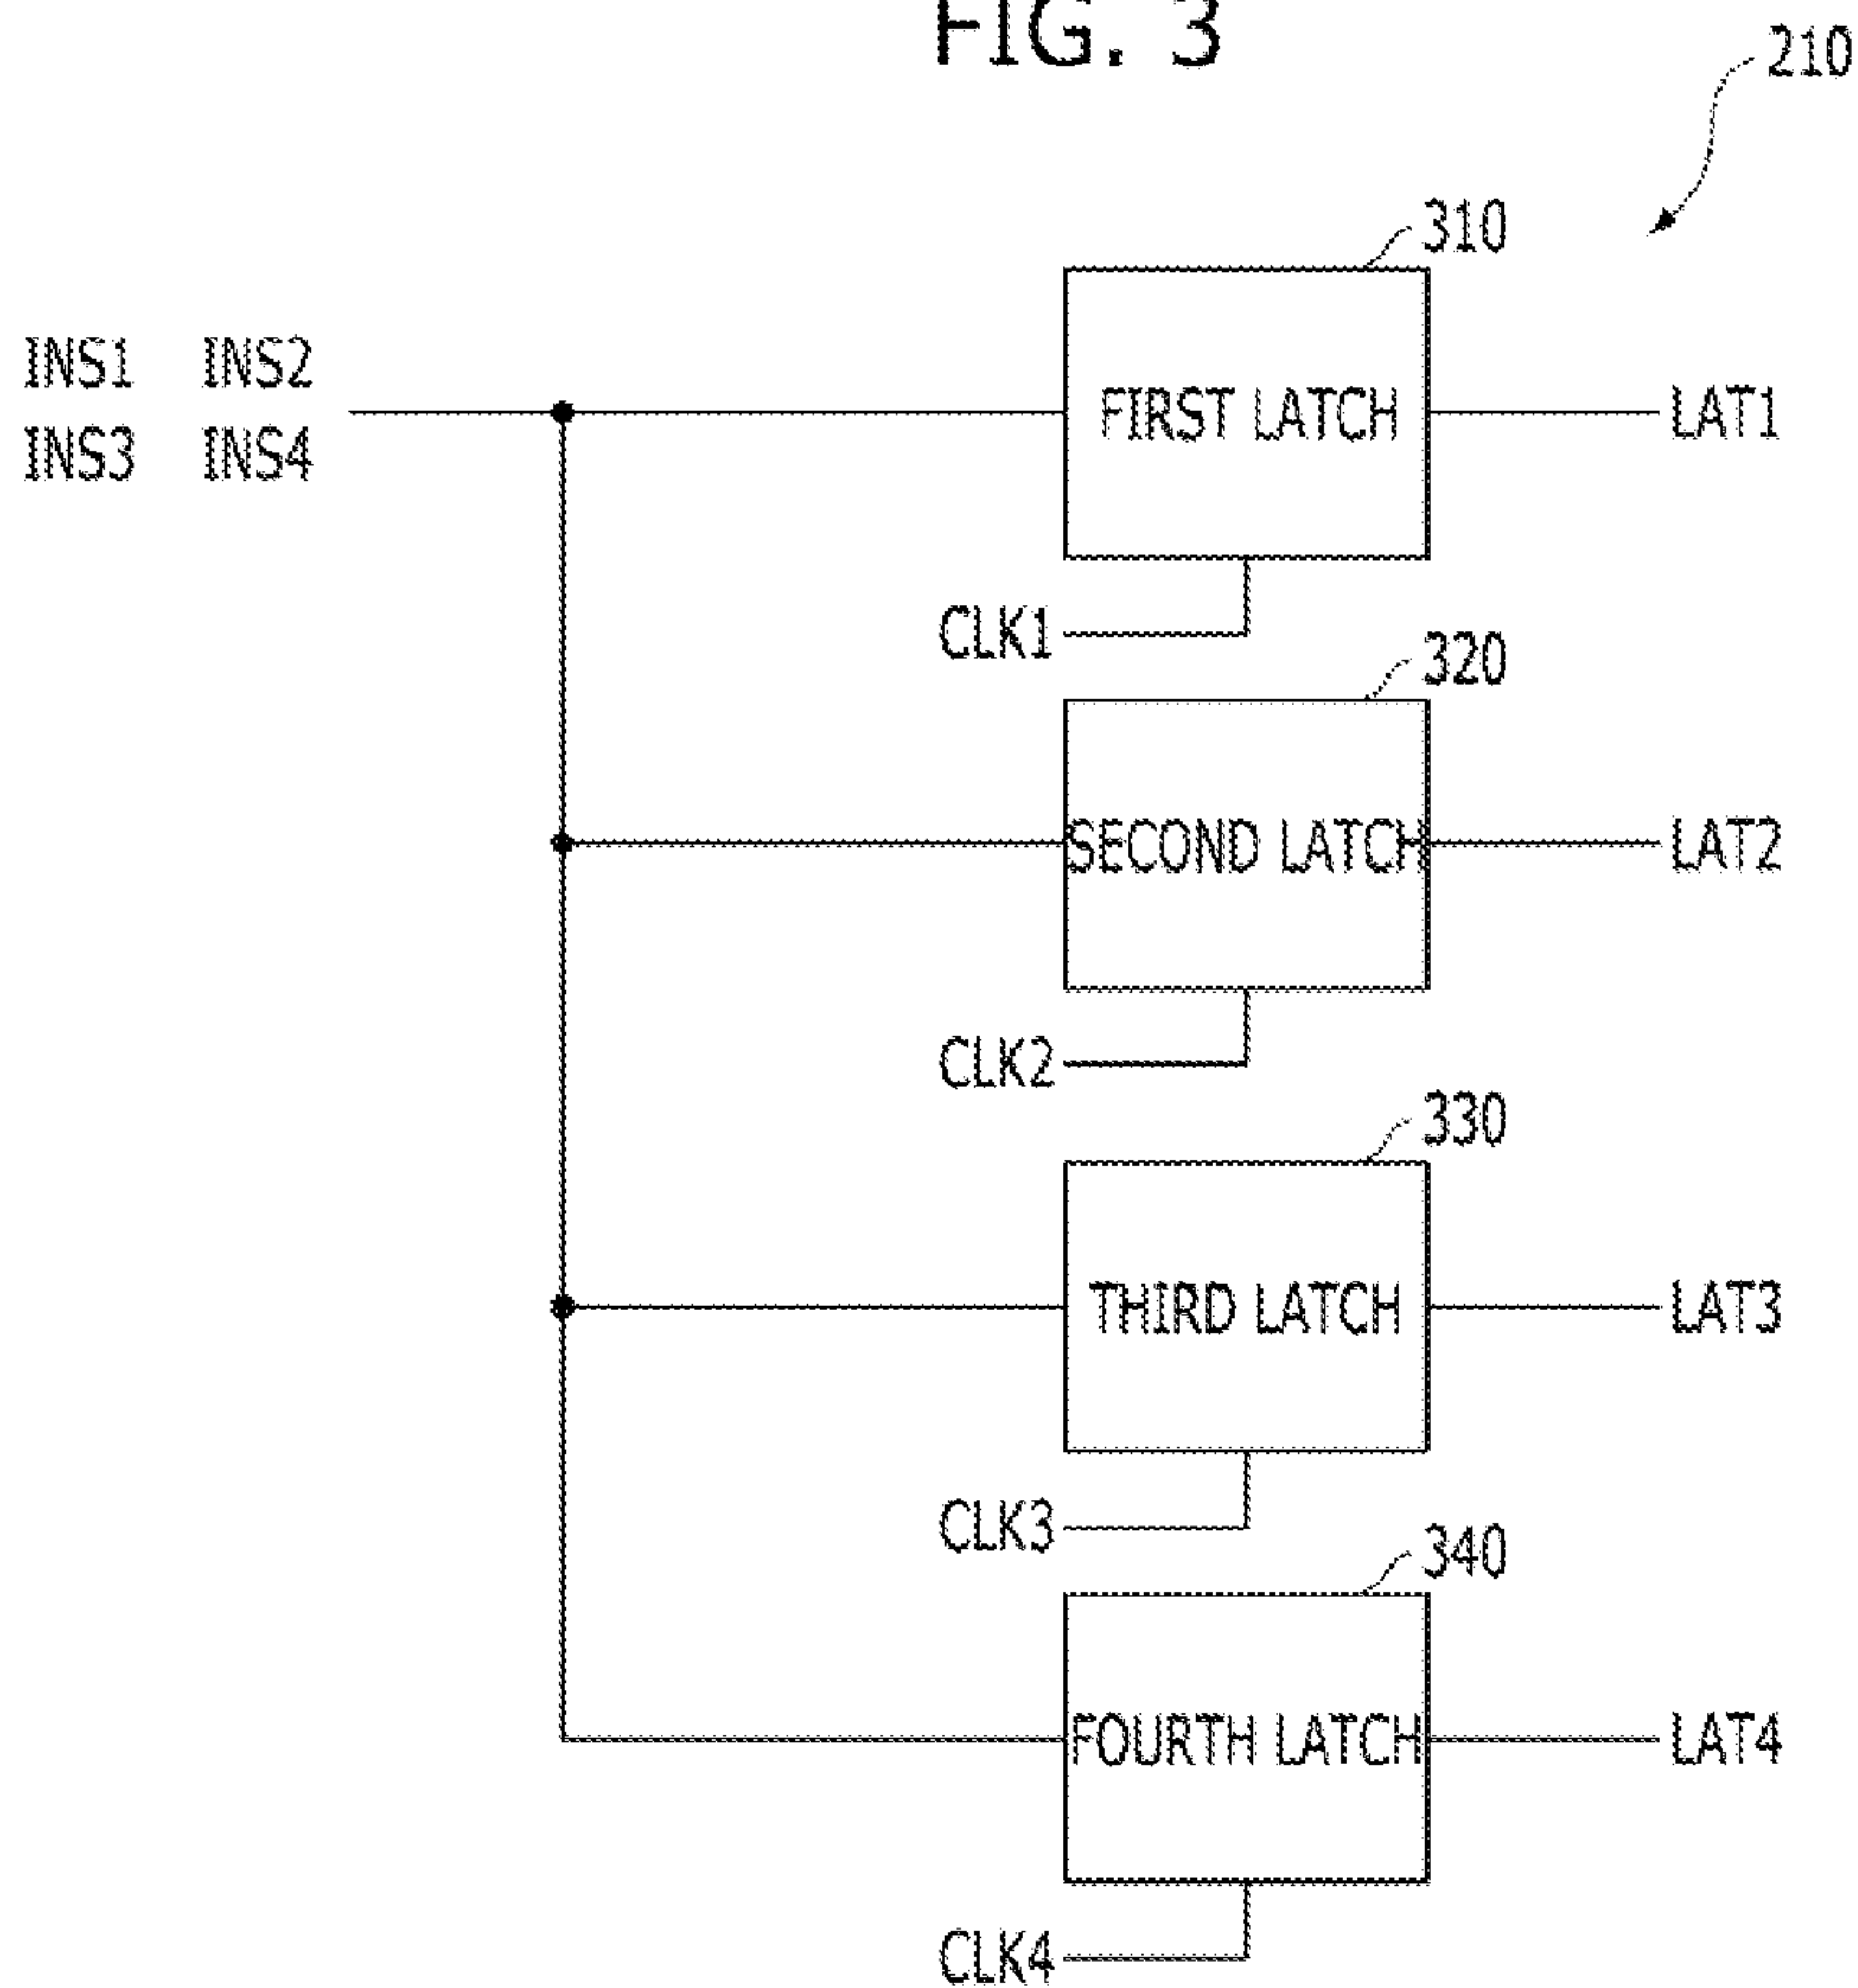 FIG. 3
210
310
INS1 INS2
INS3 INS4
FIRST LATCH
LAT1
CLK1
320
SECOND LATCH
LAT2
CLK2
330
THIRD LATCH
LAT3
CLK3
340
FOURTH LATCH
LAT4
CLK4